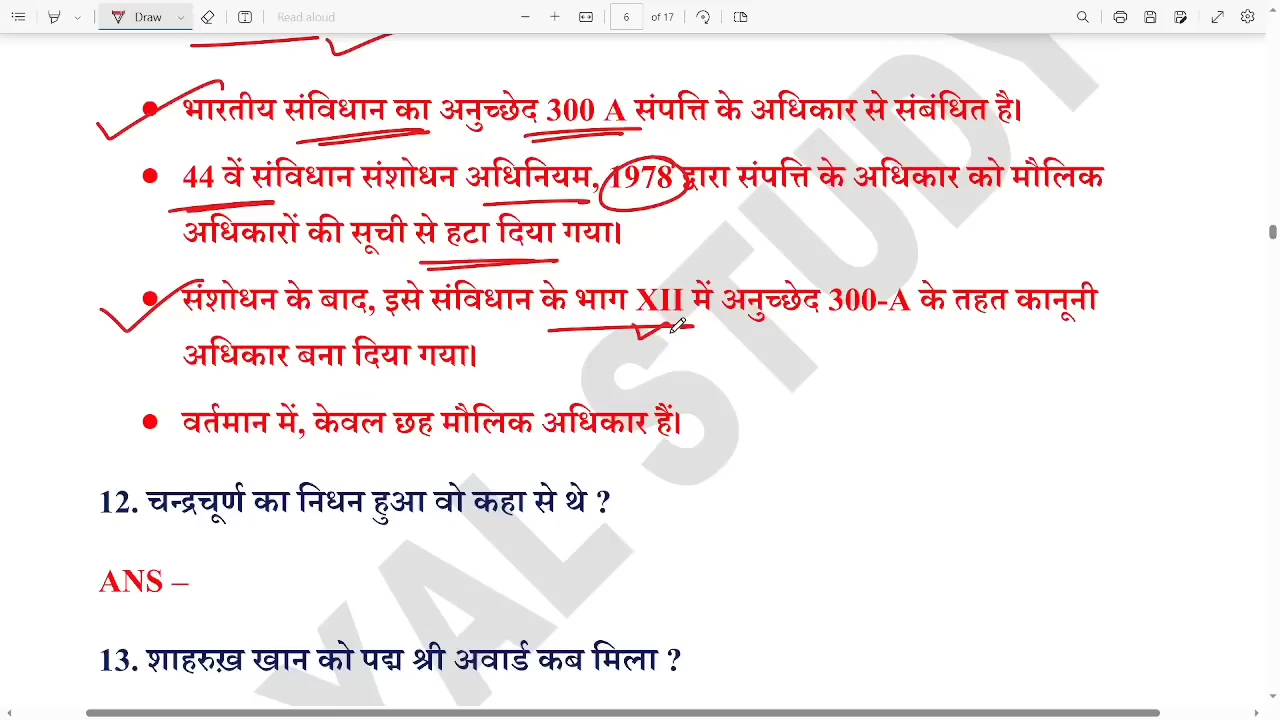 Draw
Read aloud
6 of 17
भारतीय संविधान का अनुच्छेद 300 A संपत्ति के अधिकार से संबंधित है।
44 वें संविधान संशोधन अधिनियम, 1978 द्वारा संपत्ति के अधिकार को मौलिक
अधिकारों की सूची से हटा दिया गया।
संशोधन के बाद, इसे संविधान के भाग XII में अनुच्छेद 300-A के तहत कानूनी
अधिकार बना दिया गया।
वर्तमान में, केवल छह मौलिक अधिकार हैं।
12. चन्द्रचूर्ण का निधन हुआ वो कहा से थे ?
ANS –
13. शाहरुख़ खान को पद्म श्री अवार्ड कब मिला ?
YAL STUDY